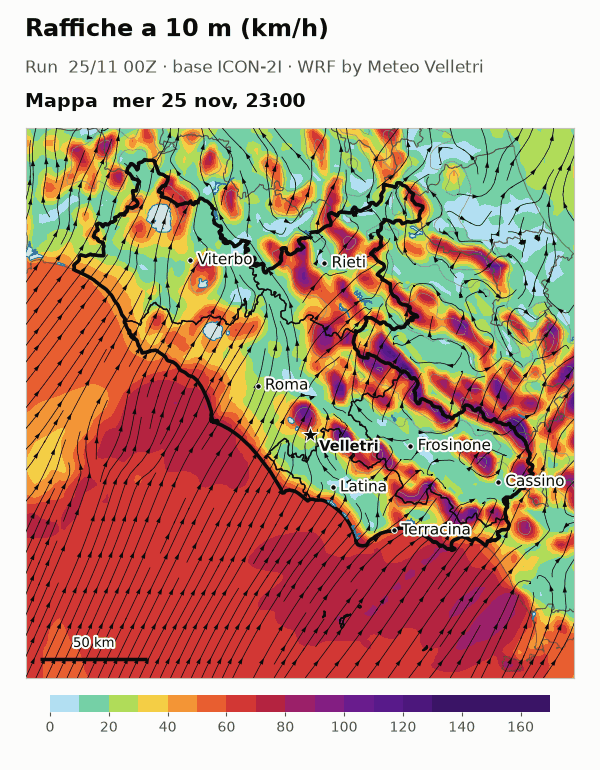 Raffiche a 10 m (km/h)
Run 25/11 00Z · base ICON-2I · WRF by Meteo Velletri
Mappa mer 25 nov, 23:00
Viterbo
Rieti
Roma
Velletri
Frosinone
Latina
Cassino
Terracina
50 km
0 20 40 60 80 100 120 140 160